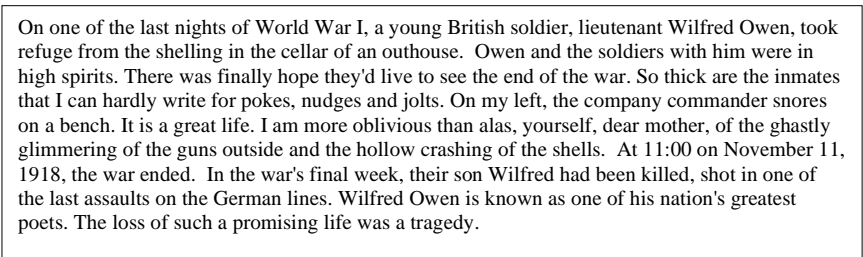 On one of the last nights of World War I, a young British soldier, lieutenant Wilfred Owen, took
refuge from the shelling in the cellar of an outhouse.  Owen and the soldiers with him were in
high spirits. There was finally hope they'd live to see the end of the war. So thick are the inmates
that I can hardly write for pokes, nudges and jolts. On my left, the company commander snores
on a bench. It is a great life. I am more oblivious than alas, yourself, dear mother, of the ghastly
glimmering of the guns outside and the hollow crashing of the shells.  At 11:00 on November 11,
1918, the war ended.  In the war's final week, their son Wilfred had been killed, shot in one of
the last assaults on the German lines. Wilfred Owen is known as one of his nation's greatest
poets. The loss of such a promising life was a tragedy.